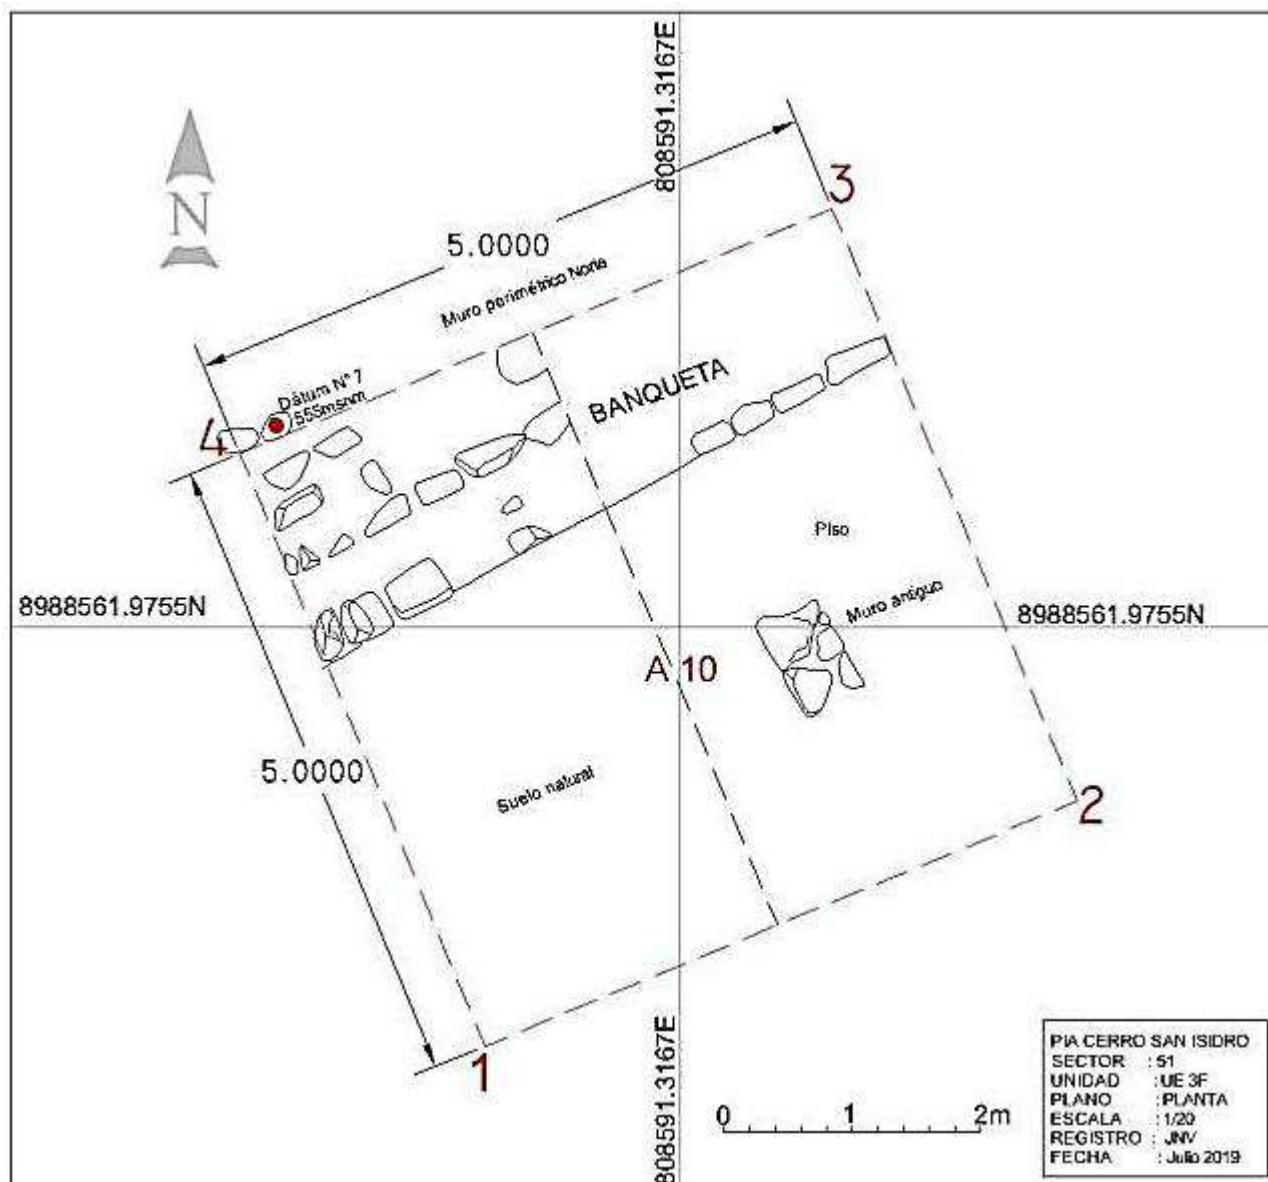 808591.3167E
N
3
5.0000
Muro perimétrico Norte
Dátum N° 7
555msnm
4
BANQUETA
Piso
8988561.9755N
Muro antiguo
8988561.9755N
A 10
5.0000
Suelo natural
2
1
808591.3167E
0 1 2m
PIA CERRO SAN ISIDRO
SECTOR : 51
UNIDAD : UE 3F
PLANO : PLANTA
ESCALA : 1/20
REGISTRO : JNV
FECHA : Julio 2019